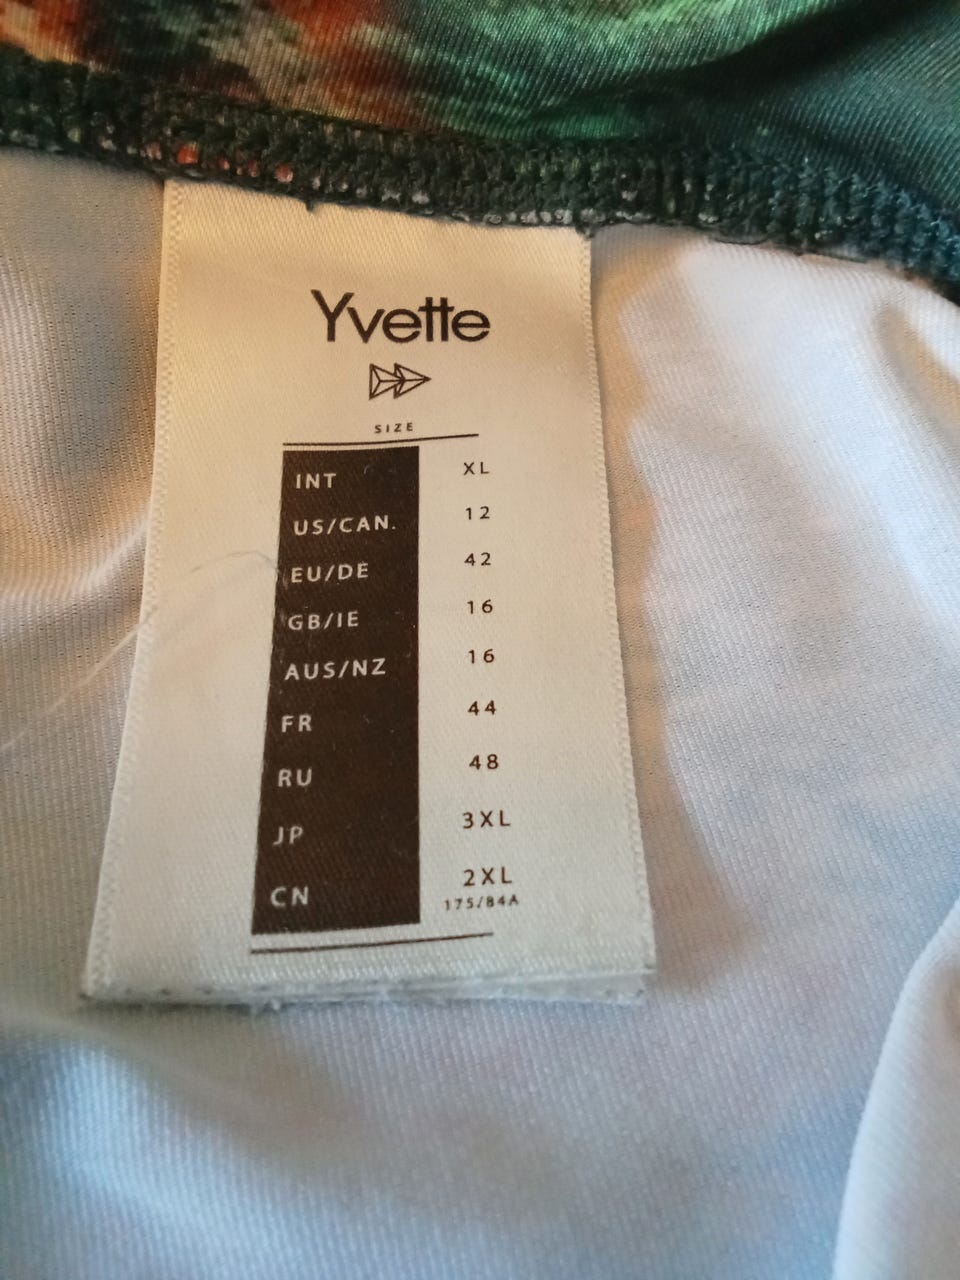 Yvette
SIZE
INT XL
US/CAN. 12
EU/DE 42
GB/IE 16
AUS/NZ 16
FR 44
RU 48
JP 3XL
CN 2XL
175/84A